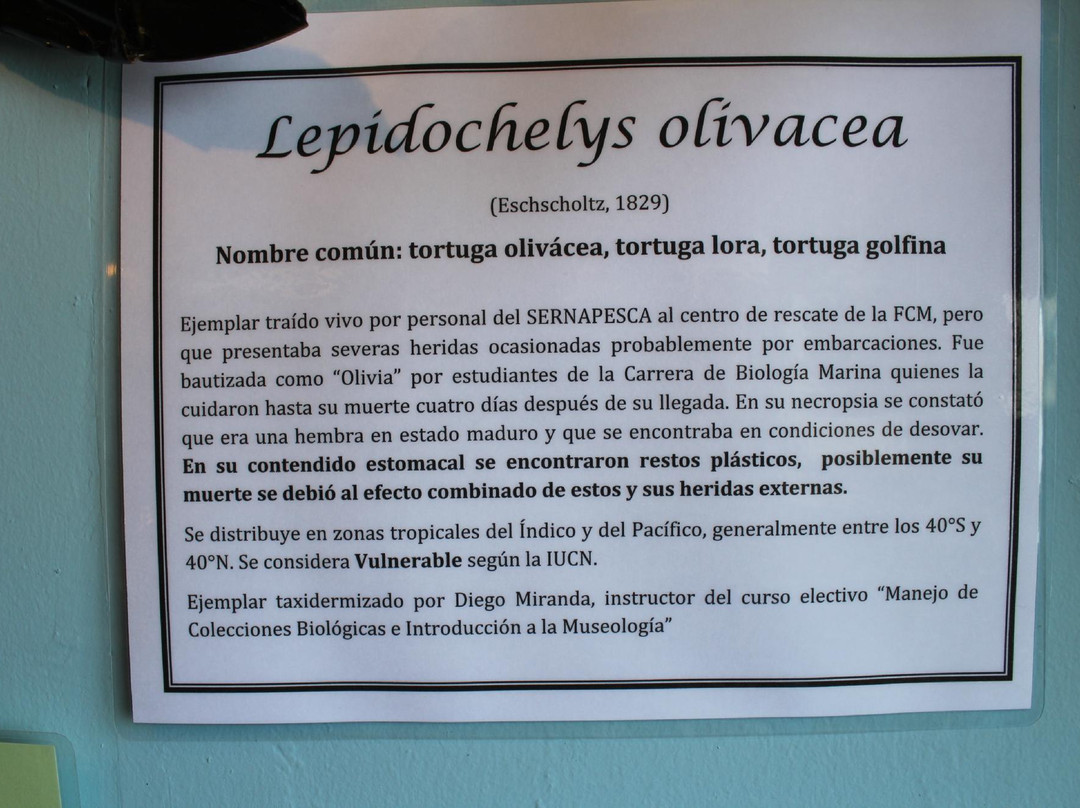 Lepidochelys olivacea
(Eschscholtz, 1829)
Nombre común: tortuga olivácea, tortuga lora, tortuga golfina
Ejemplar traído vivo por personal del SERNAPESCA al centro de rescate de la FCM, pero
que presentaba severas heridas ocasionadas probablemente por embarcaciones. Fue
bautizada como “Olivia” por estudiantes de la Carrera de Biología Marina quienes la
cuidaron hasta su muerte cuatro días después de su llegada. En su necropsia se constató
que era una hembra en estado maduro y que se encontraba en condiciones de desovar.
En su contendido estomacal se encontraron restos plásticos, posiblemente su
muerte se debió al efecto combinado de estos y sus heridas externas.
Se distribuye en zonas tropicales del Índico y del Pacífico, generalmente entre los 40°S y
40°N. Se considera Vulnerable según la IUCN.
Ejemplar taxidermizado por Diego Miranda, instructor del curso electivo “Manejo de
Colecciones Biológicas e Introducción a la Museología”